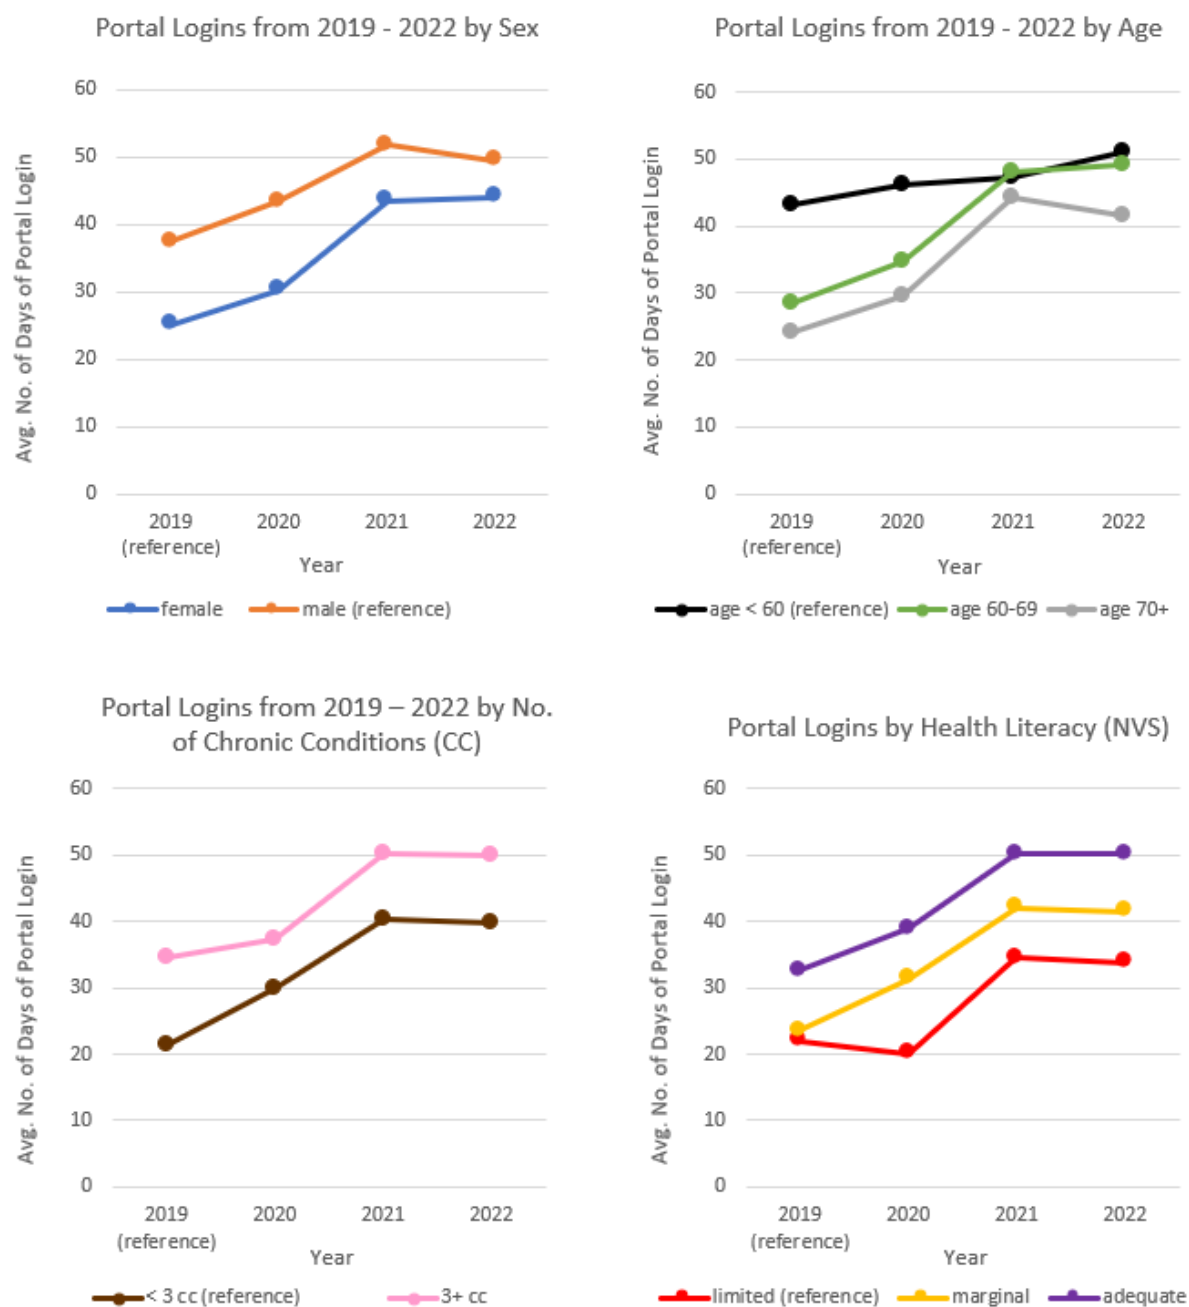 Portal Logins from 2019 - 2022 by Sex
Avg. No. of Days of Portal Login
60
50
40
30
20
10
0
2019 2020 2021 2022
(reference)
Year
female male (reference)
Portal Logins from 2019 - 2022 by Age
Avg. No. of Days of Portal Login
60
50
40
30
20
10
0
2019 2020 2021 2022
(reference)
Year
age < 60 (reference) age 60-69 age 70+
Portal Logins from 2019 – 2022 by No.
of Chronic Conditions (CC)
Avg. No. of Days of Portal Login
60
50
40
30
20
10
0
2019 2020 2021 2022
(reference)
Year
< 3 cc (reference) 3+ cc
Portal Logins by Health Literacy (NVS)
Avg. No. of Days of Portal Login
60
50
40
30
20
10
0
2019 2020 2021 2022
(reference)
Year
limited (reference) marginal adequate